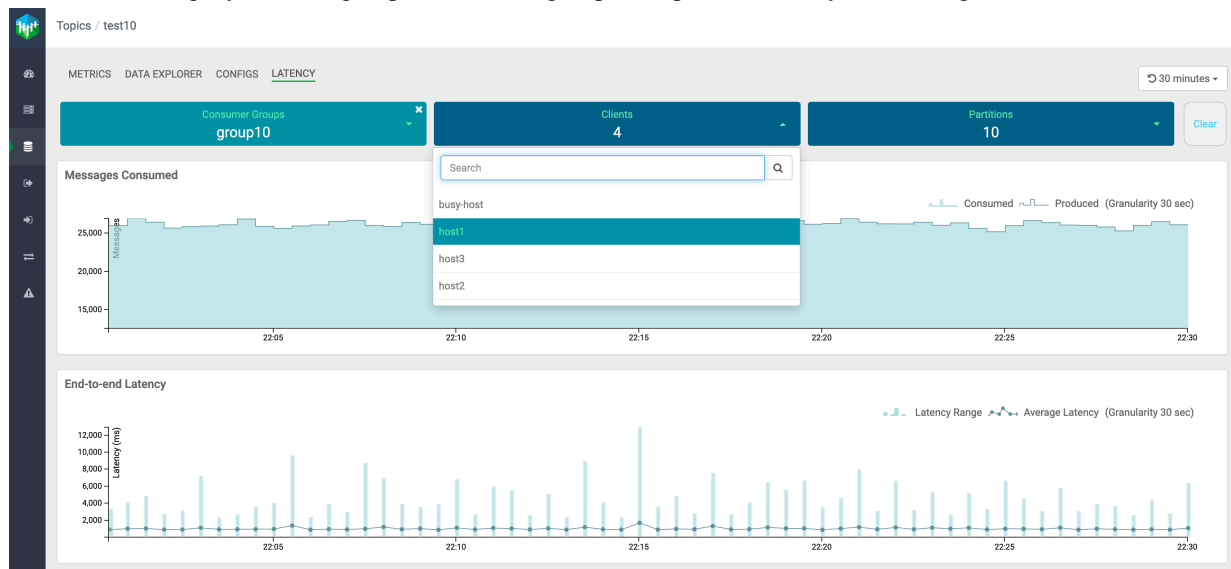 Topics / test10
METRICS DATA EXPLORER CONFIGS LATENCY
30 minutes
Consumer Groups
group10
Clients
4
Partitions
10
Clear
Search
busy-host
host1
host3
host2
Messages Consumed
Consumed Produced (Granularity 30 sec)
Messages
25,000
20,000
15,000
22:05 22:10 22:15 22:20 22:25 22:30
End-to-end Latency
Latency Range Average Latency (Granularity 30 sec)
Latency (ms)
12,000
10,000
8,000
6,000
4,000
2,000
22:05 22:10 22:15 22:20 22:25 22:30